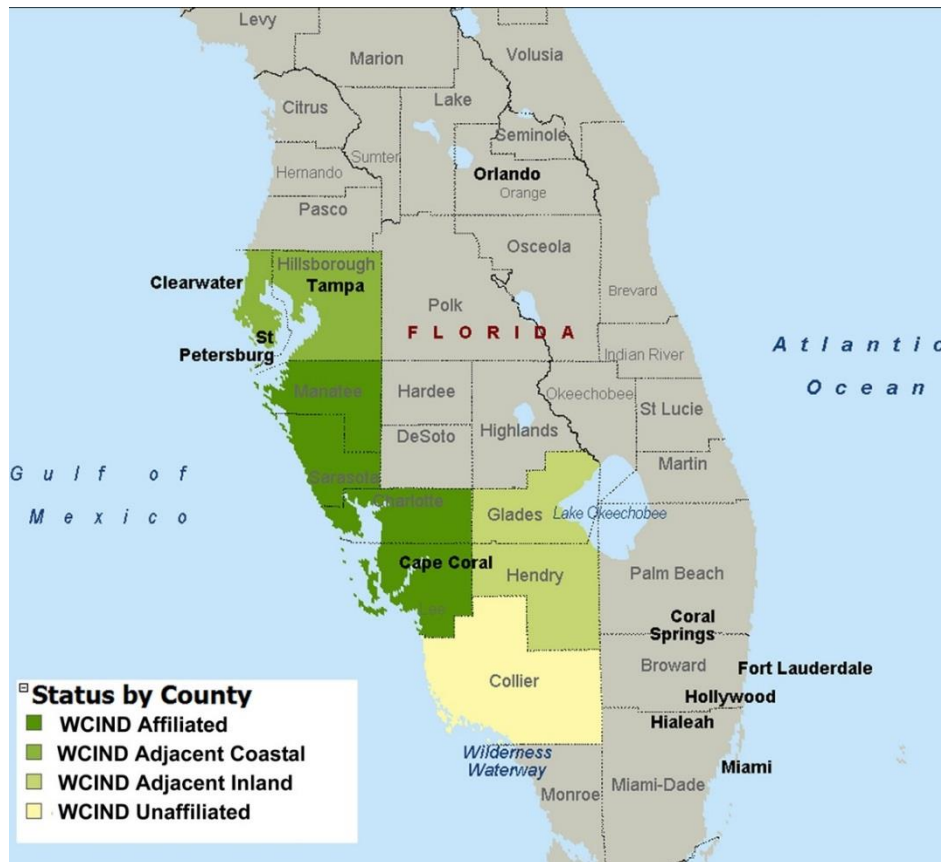 Levy
Marion
Volusia
Citrus
Lake
Seminole
Sumter
Hernando
Orlando
Orange
Pasco
Osceola
Hillsborough
Clearwater
Tampa
Polk
Brevard
St
Petersburg
FLORIDA
Indian River
Atlantic
Ocean
Manatee
Hardee
Okeechobee
St Lucie
DeSoto
Highlands
Martin
Gulf of
Mexico
Sarasota
Charlotte
Glades
Lake Okeechobee
Cape Coral
Hendry
Palm Beach
Lee
Coral
Springs
Collier
Broward
Fort Lauderdale
Hollywood
Hialeah
Wilderness
Waterway
Miami
Monroe
Miami-Dade
Status by County
WCIND Affiliated
WCIND Adjacent Coastal
WCIND Adjacent Inland
WCIND Unaffiliated